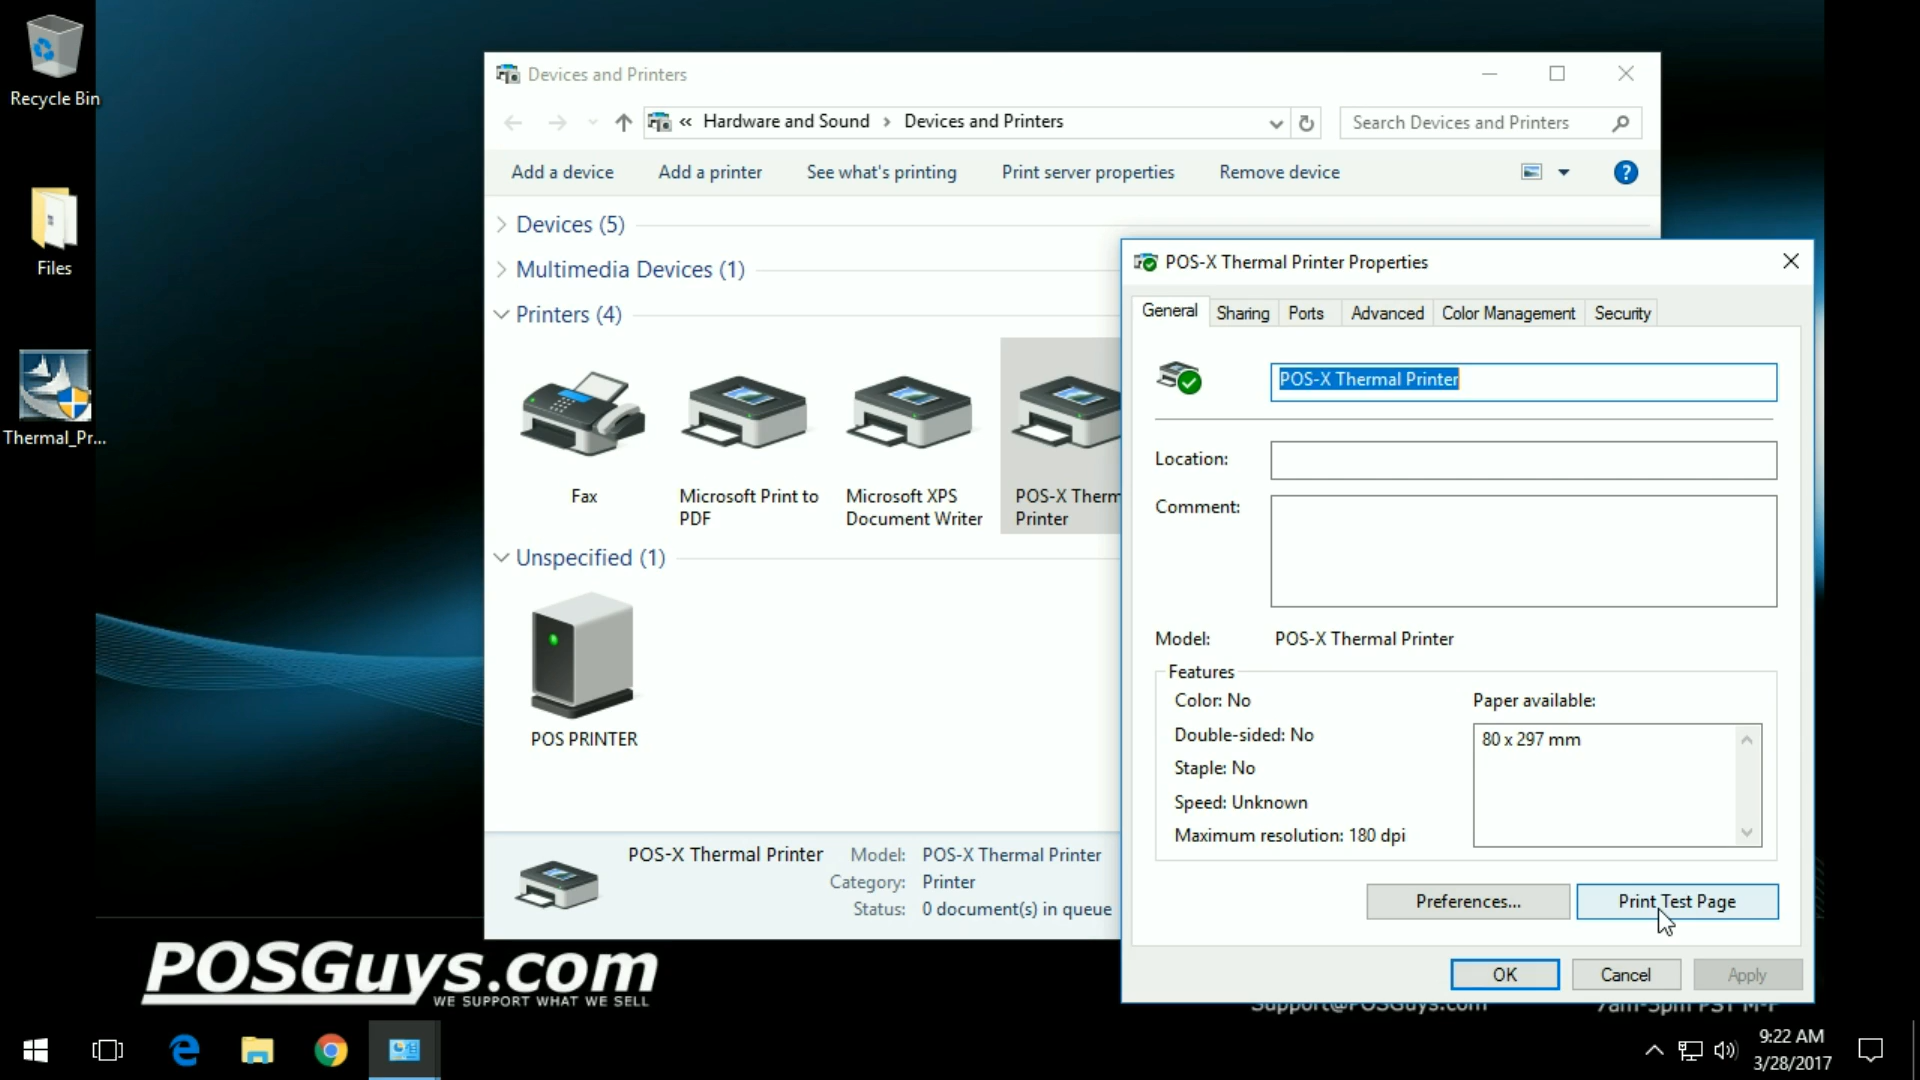 Recycle Bin
Files
Thermal_Pr...
Devices and Printers
« Hardware and Sound › Devices and Printers
Search Devices and Printers
Add a device
Add a printer
See what's printing
Print server properties
Remove device
?
Devices (5)
Multimedia Devices (1)
Printers (4)
Fax
Microsoft Print to
PDF
Microsoft XPS
Document Writer
POS-X Therm
Printer
Unspecified (1)
POS PRINTER
POS-X Thermal Printer
Model: POS-X Thermal Printer
Category: Printer
Status: 0 document(s) in queue
POS-X Thermal Printer Properties
General
Sharing
Ports
Advanced
Color Management
Security
POS-X Thermal Printer
Location:
Comment:
Model: POS-X Thermal Printer
Features
Color: No
Double-sided: No
Staple: No
Speed: Unknown
Maximum resolution: 180 dpi
Paper available:
80 x 297 mm
Preferences...
Print Test Page
OK
Cancel
Apply
POSGuys.com
WE SUPPORT WHAT WE SELL
Support@POSGuys.com
7am-5pm PST M-F
9:22 AM
3/28/2017